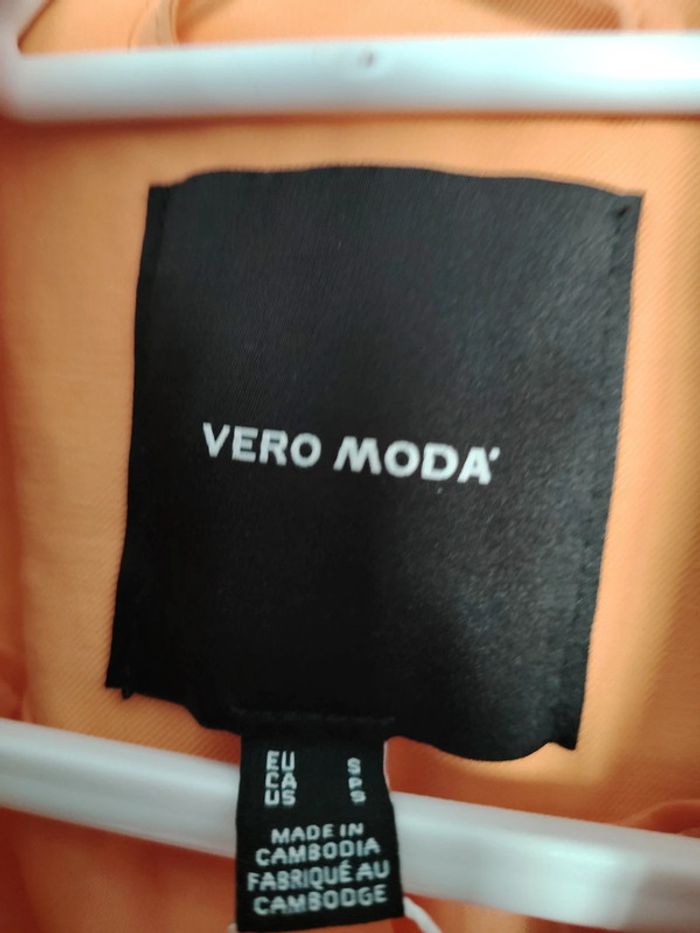 VERO MODA
EU S
CA P
US S
MADE IN
CAMBODIA
FABRIQUÉ AU
CAMBODGE